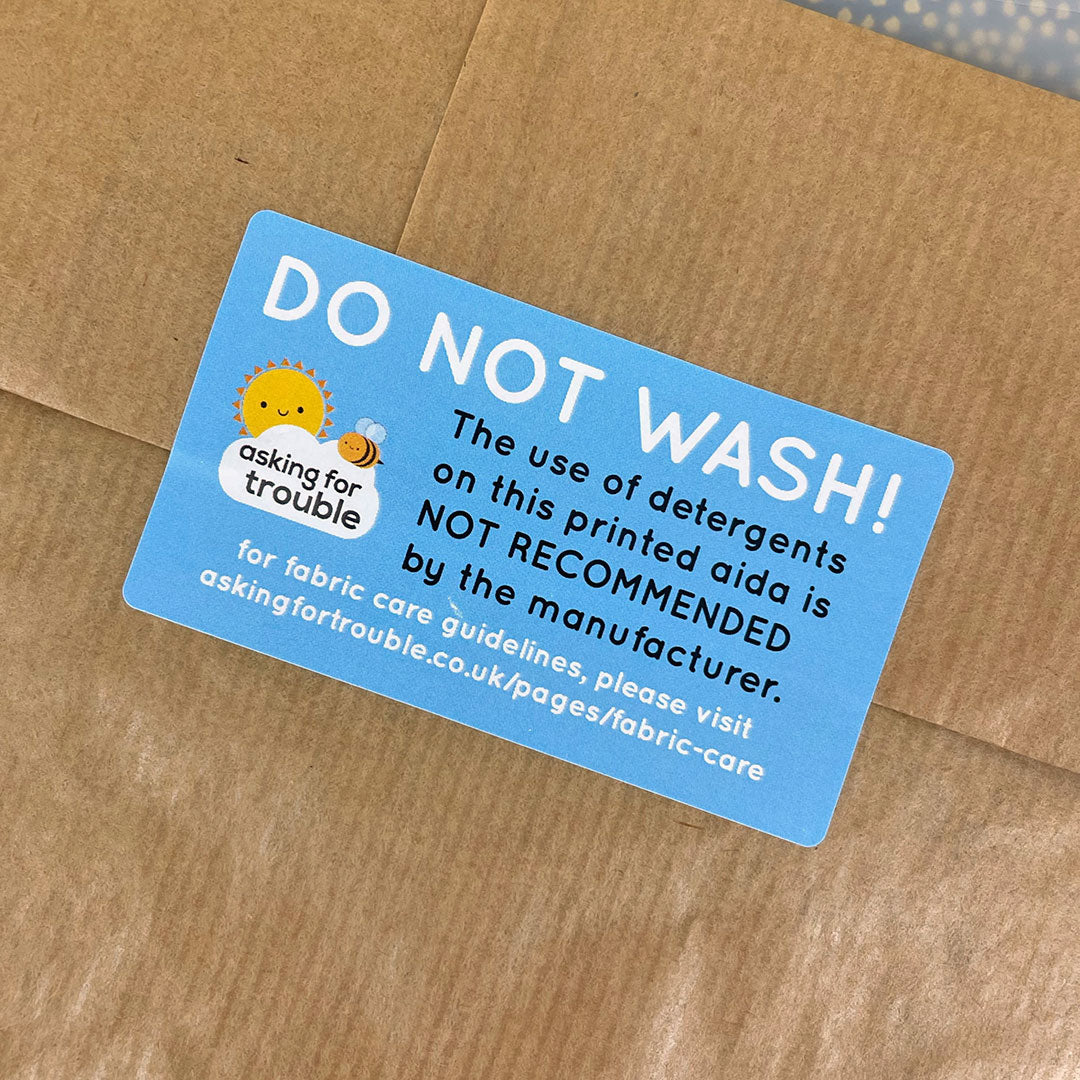 DO NOT WASH!
asking for
trouble
The use of detergents
on this printed aida is
NOT RECOMMENDED
by the manufacturer.
for fabric care guidelines, please visit
askingfortrouble.co.uk/pages/fabric-care